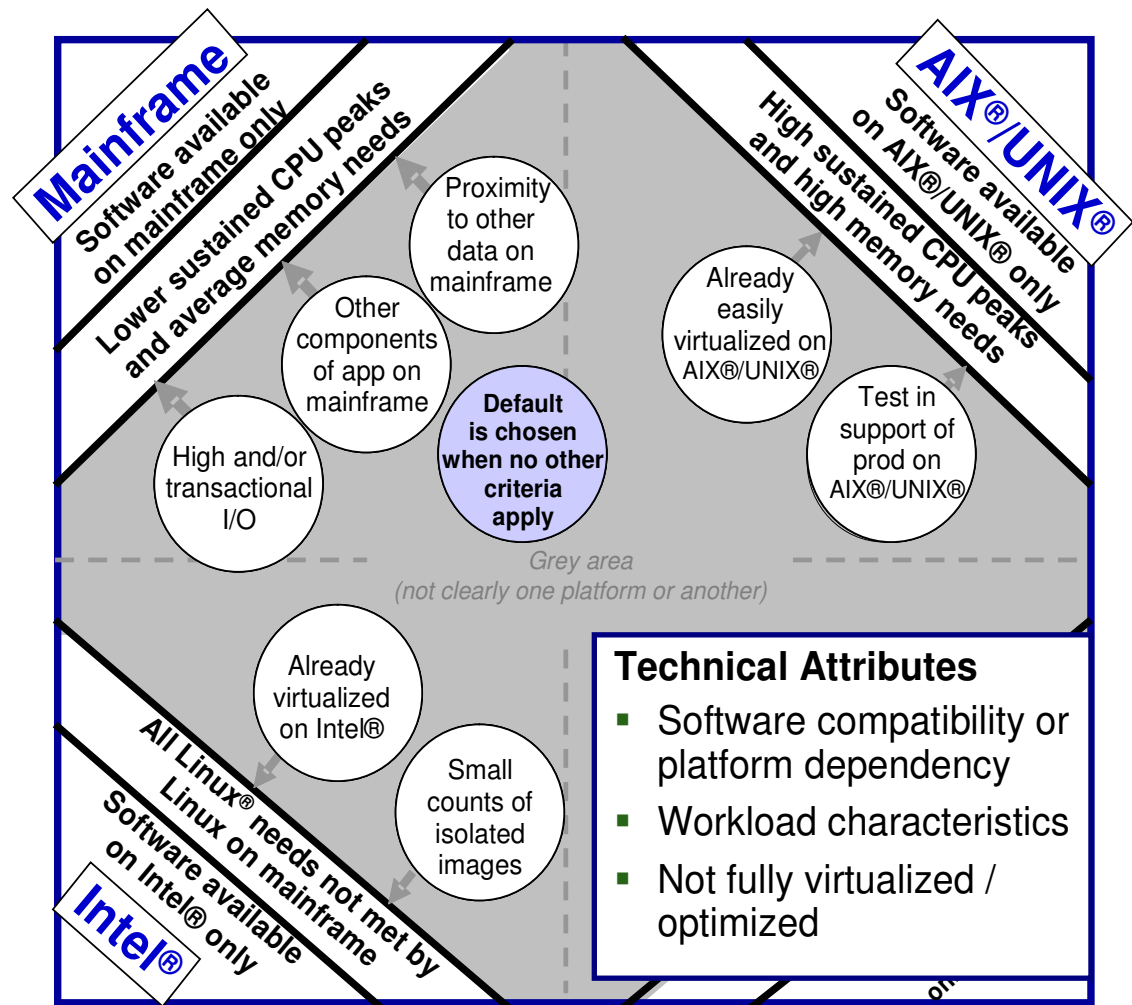 Mainframe
Software available
on mainframe only
Lower sustained CPU peaks
and average memory needs
AIX®/UNIX®
Software available
on AIX®/UNIX® only
High sustained CPU peaks
and high memory needs
Proximity
to other
data on
mainframe
Other
components
of app on
mainframe
High and/or
transactional
I/O
Default
is chosen
when no other
criteria
apply
Already
easily
virtualized on
AIX®/UNIX®
Test in
support of
prod on
AIX®/UNIX®
Grey area
(not clearly one platform or another)
Already
virtualized
on Intel®
Small
counts of
isolated
images
All Linux® needs not met by
Linux on mainframe
Software available
on Intel® only
Intel®
Technical Attributes
▪ Software compatibility or
platform dependency
▪ Workload characteristics
▪ Not fully virtualized /
optimized